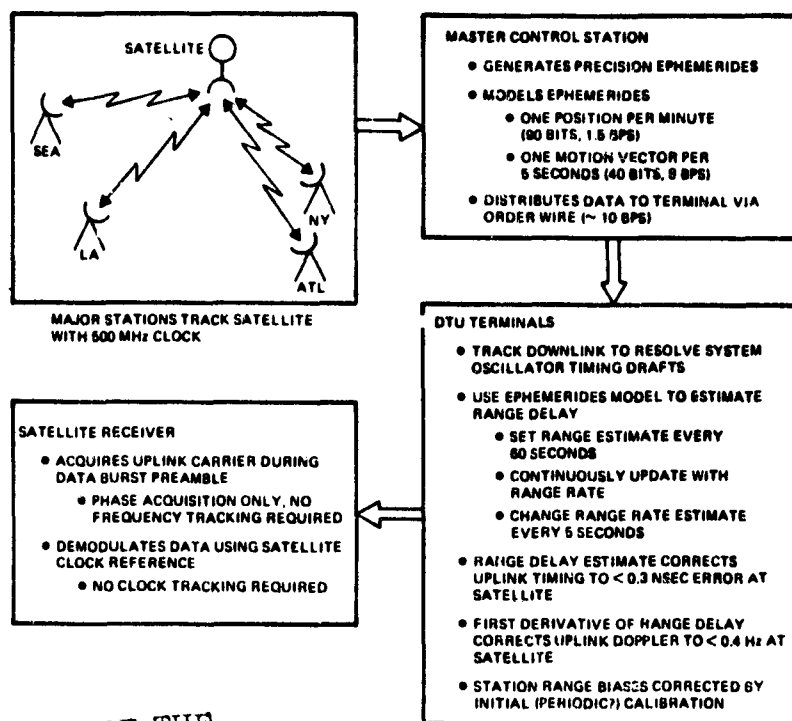 SATELLITE
SEA
LA
NY
ATL
MAJOR STATIONS TRACK SATELLITE
WITH 500 MHz CLOCK
MASTER CONTROL STATION
• GENERATES PRECISION EPHEMERIDES
• MODELS EPHEMERIDES
• ONE POSITION PER MINUTE
(90 BITS, 1.5 BPS)
• ONE MOTION VECTOR PER
5 SECONDS (40 BITS, 8 BPS)
• DISTRIBUTES DATA TO TERMINAL VIA
ORDER WIRE (~ 10 BPS)
DTU TERMINALS
• TRACK DOWNLINK TO RESOLVE SYSTEM
OSCILLATOR TIMING DRAFTS
• USE EPHEMERIDES MODEL TO ESTIMATE
RANGE DELAY
• SET RANGE ESTIMATE EVERY
60 SECONDS
• CONTINUOUSLY UPDATE WITH
RANGE RATE
• CHANGE RANGE RATE ESTIMATE
EVERY 5 SECONDS
• RANGE DELAY ESTIMATE CORRECTS
UPLINK TIMING TO < 0.3 NSEC ERROR AT
SATELLITE
• FIRST DERIVATIVE OF RANGE DELAY
CORRECTS UPLINK DOPPLER TO < 0.4 Hz AT
SATELLITE
• STATION RANGE BIASES CORRECTED BY
INITIAL (PERIODIC?) CALIBRATION
SATELLITE RECEIVER
• ACQUIRES UPLINK CARRIER DURING
DATA BURST PREAMBLE
• PHASE ACQUISITION ONLY, NO
FREQUENCY TRACKING REQUIRED
• DEMODULATES DATA USING SATELLITE
CLOCK REFERENCE
• NO CLOCK TRACKING REQUIRED
THE